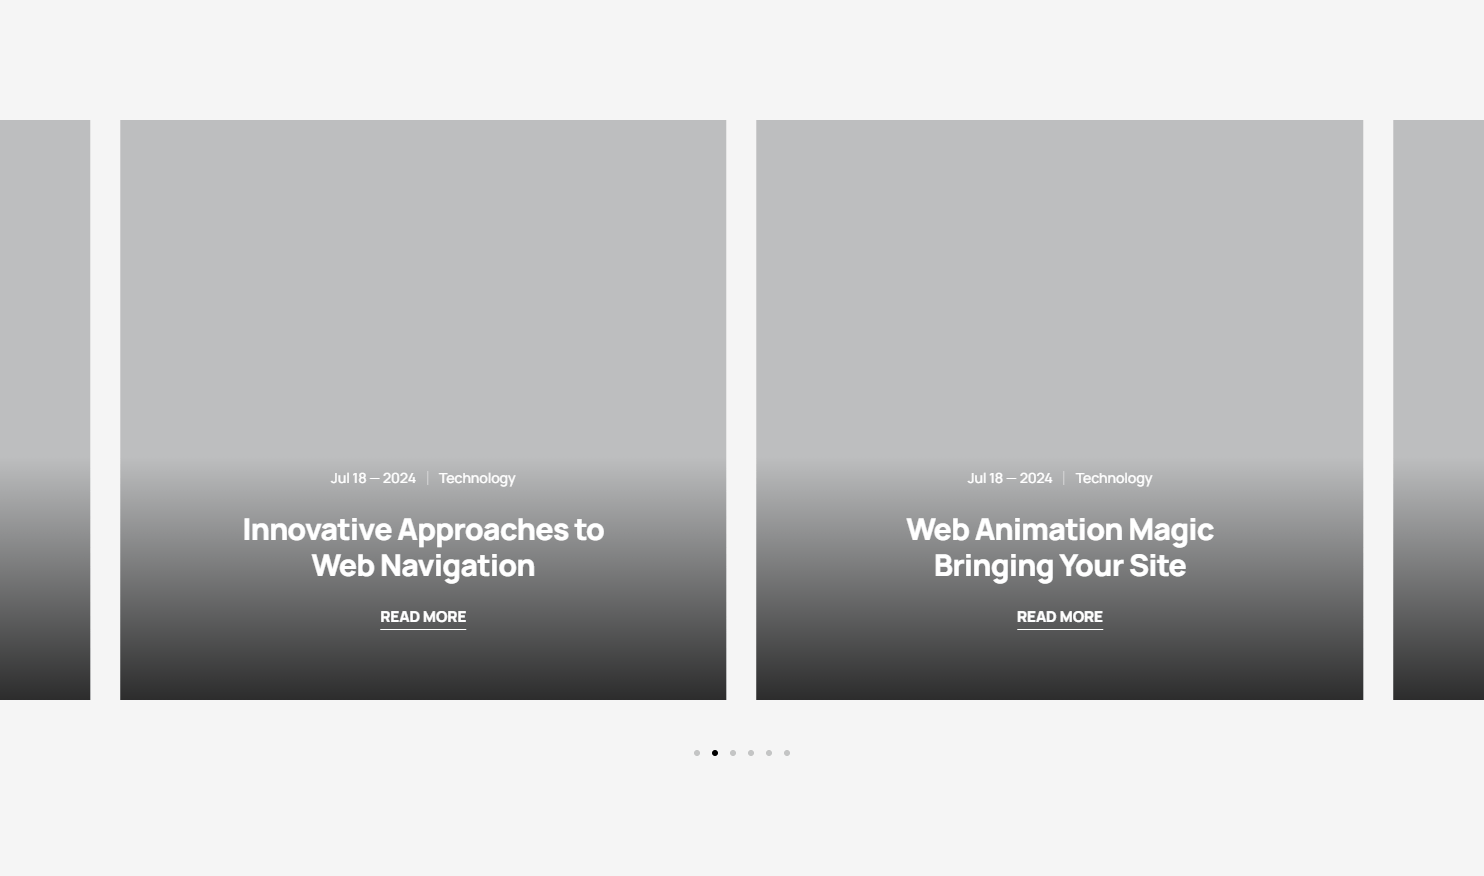 Jul 18 — 2024 | Technology
Innovative Approaches to
Web Navigation
READ MORE
Jul 18 — 2024 | Technology
Web Animation Magic
Bringing Your Site
READ MORE